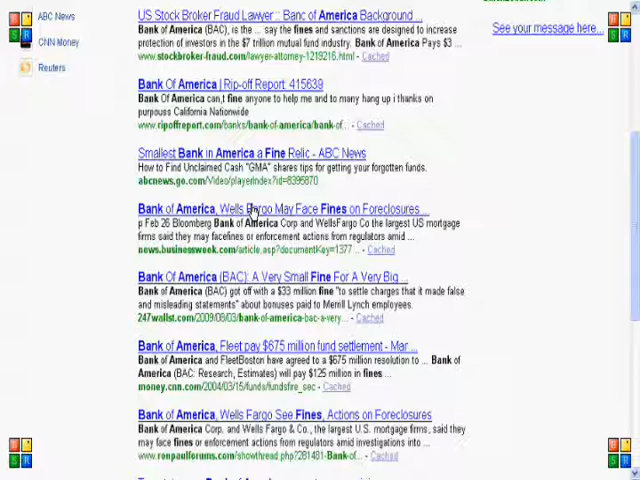 ABC News
CNN Money
Reuters
US Stock Broker Fraud Lawyer :: Banc of America Background ...
Bank of America (BAC), is the ... say the fines and sanctions are designed to increase
protection of investors in the $7 trillion mutual fund industry. Bank of America Pays $3 ...
www.stockbroker-fraud.com/lawyer-attorney-1219216.html - Cached
See your message here...
Bank Of America | Rip-off Report: 415639
Bank Of America can,t fine anyone to help me and to many hang up i thanks on
purpouss California Nationwide
www.ripoffreport.com/banks/bank-of-america/bank-of... - Cached
Smallest Bank in America a Fine Relic - ABC News
How to Find Unclaimed Cash "GMA" shares tips for getting your forgotten funds.
abcnews.go.com/Video/playerIndex?id=8395870
Bank of America, Wells Fargo May Face Fines on Foreclosures ...
p Feb 26 Bloomberg Bank of America Corp and WellsFargo Co the largest US mortgage
firms said they may facefines or enforcement actions from regulators amid ...
news.businessweek.com/article.asp?documentKey=1377... - Cached
Bank of America (BAC): A Very Small Fine For A Very Big ...
Bank of America (BAC) got off with a $33 million fine "to settle charges that it made false
and misleading statements" about bonuses paid to Merrill Lynch employees.
247wallst.com/2009/08/03/bank-of-america-bac-a-very... - Cached
Bank of America, Fleet pay $675 million fund settlement - Mar ...
Bank of America and FleetBoston have agreed to a $675 million resolution to ... Bank of
America (BAC: Research, Estimates) will pay $125 million in fines ...
money.cnn.com/2004/03/15/funds/fundsfire_sec - Cached
Bank of America, Wells Fargo See Fines, Actions on Foreclosures
Bank of America Corp. and Wells Fargo & Co., the largest U.S. mortgage firms, said they
may face fines or enforcement actions from regulators amid investigations into ...
www.ronpaulforums.com/showthread.php?281481-Bank-of... - Cached